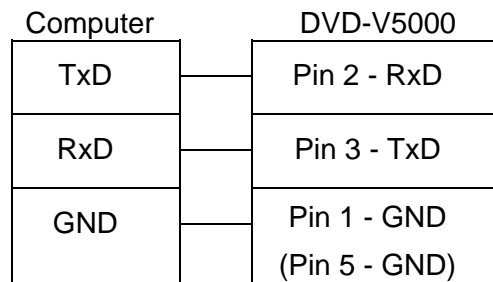 Computer DVD-V5000
TxD Pin 2 - RxD
RxD Pin 3 - TxD
GND Pin 1 - GND
(Pin 5 - GND)